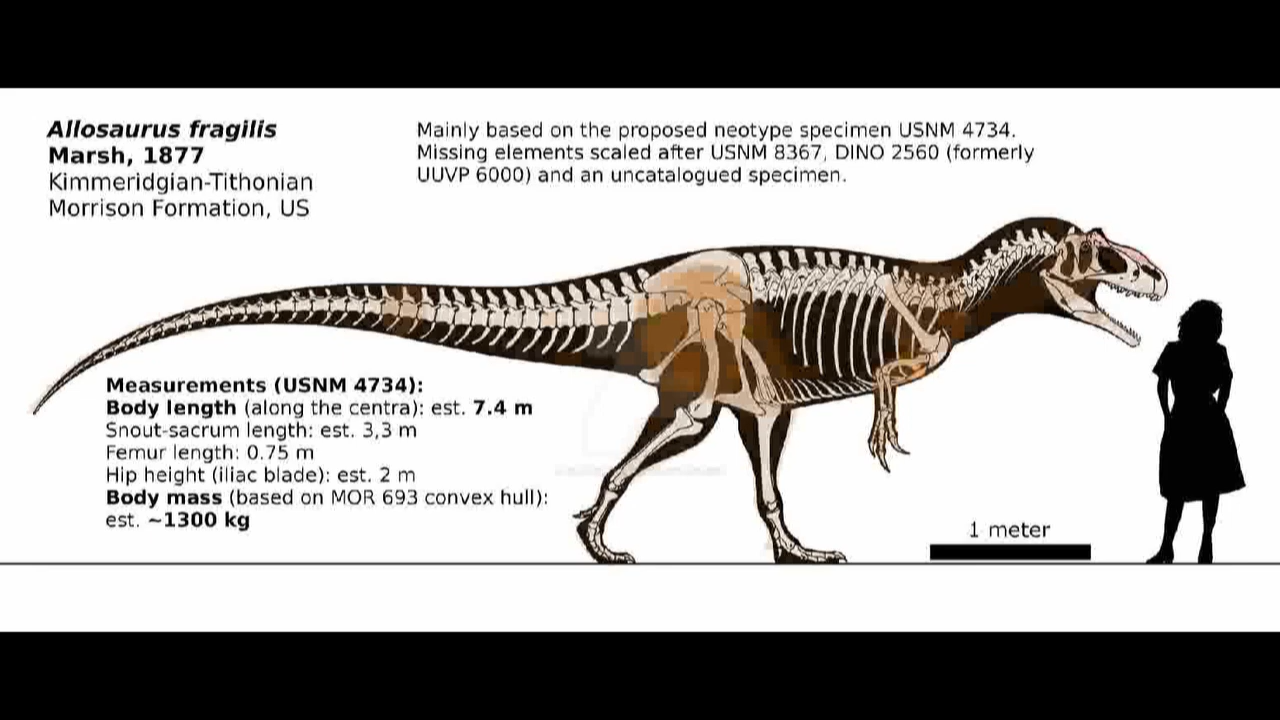 Allosaurus fragilis
Marsh, 1877
Kimmeridgian-Tithonian
Morrison Formation, US
Mainly based on the proposed neotype specimen USNM 4734.
Missing elements scaled after USNM 8367, DINO 2560 (formerly
UUVP 6000) and an uncatalogued specimen.
Measurements (USNM 4734):
Body length (along the centra): est. 7.4 m
Snout-sacrum length: est. 3,3 m
Femur length: 0.75 m
Hip height (iliac blade): est. 2 m
Body mass (based on MOR 693 convex hull):
est. ~1300 kg
1 meter